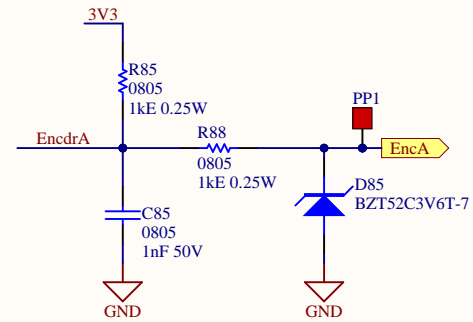 3V3
R85
0805
1kE 0.25W
PP1
EncdrA
R88
EncA
0805
1kE 0.25W
D85
BZT52C3V6T-7
C85
0805
1nF 50V
GND
GND